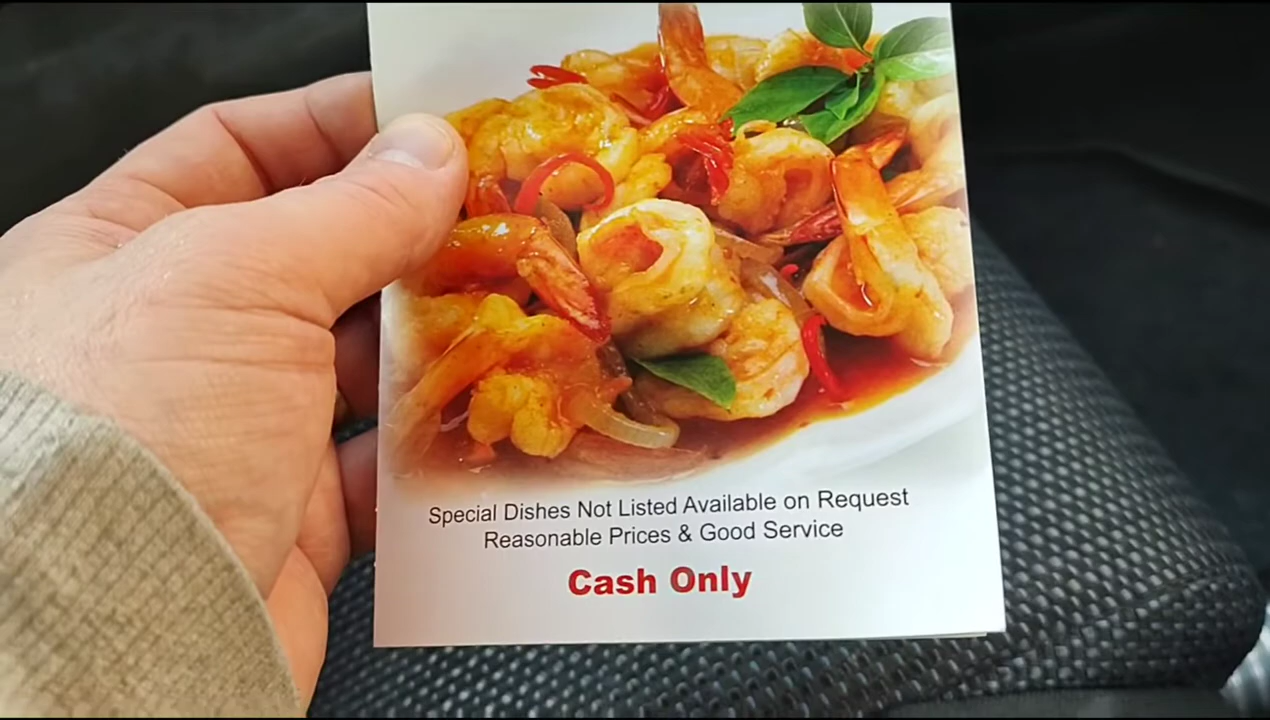 Special Dishes Not Listed Available on Request
Reasonable Prices & Good Service
Cash Only